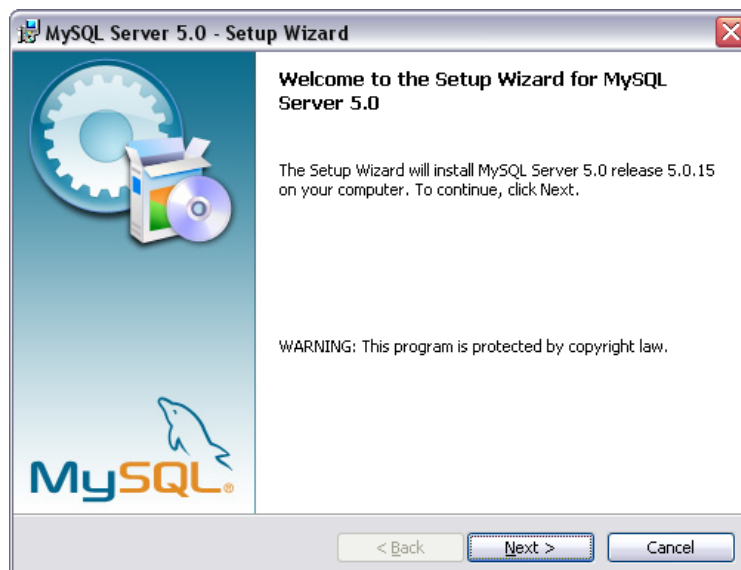 MySQL Server 5.0 - Setup Wizard
Welcome to the Setup Wizard for MySQL
Server 5.0
The Setup Wizard will install MySQL Server 5.0 release 5.0.15
on your computer. To continue, click Next.
WARNING: This program is protected by copyright law.
MySQL®
< Back
Next >
Cancel